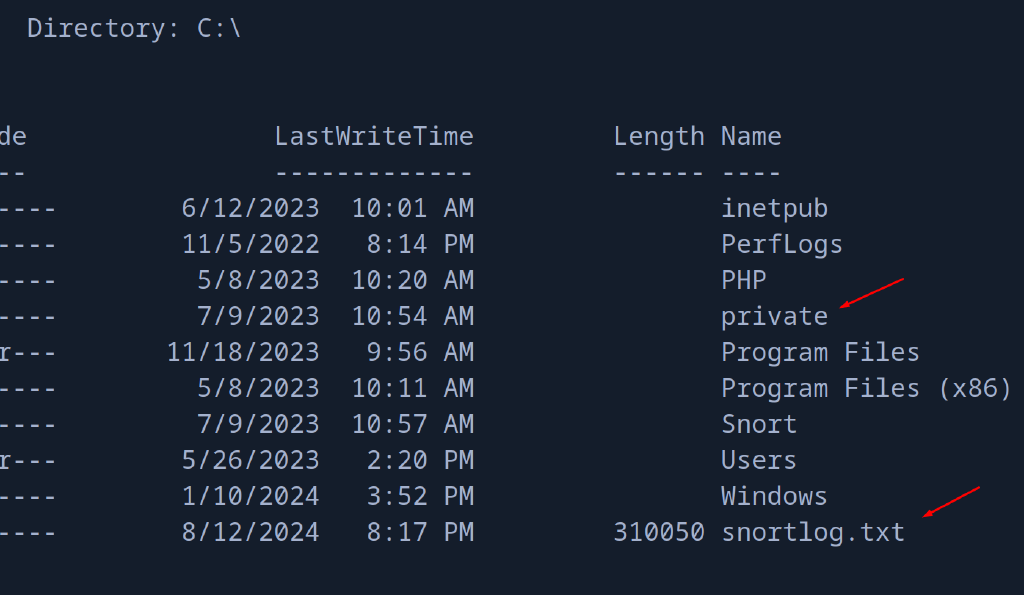 Directory: C:\
de LastWriteTime Length Name
-- ------------- ------ ----
---- 6/12/2023 10:01 AM inetpub
---- 11/5/2022 8:14 PM PerfLogs
---- 5/8/2023 10:20 AM PHP
---- 7/9/2023 10:54 AM private
r--- 11/18/2023 9:56 AM Program Files
---- 5/8/2023 10:11 AM Program Files (x86)
---- 7/9/2023 10:57 AM Snort
r--- 5/26/2023 2:20 PM Users
---- 1/10/2024 3:52 PM Windows
---- 8/12/2024 8:17 PM 310050 snortlog.txt